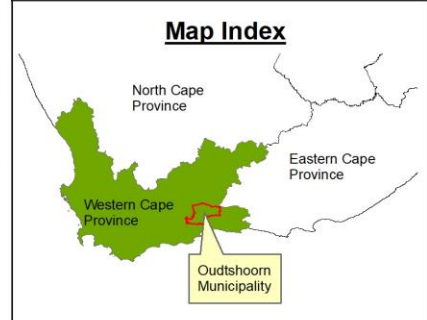 Map Index
North Cape
Province
Eastern Cape
Province
Western Cape
Province
Oudtshoorn
Municipality